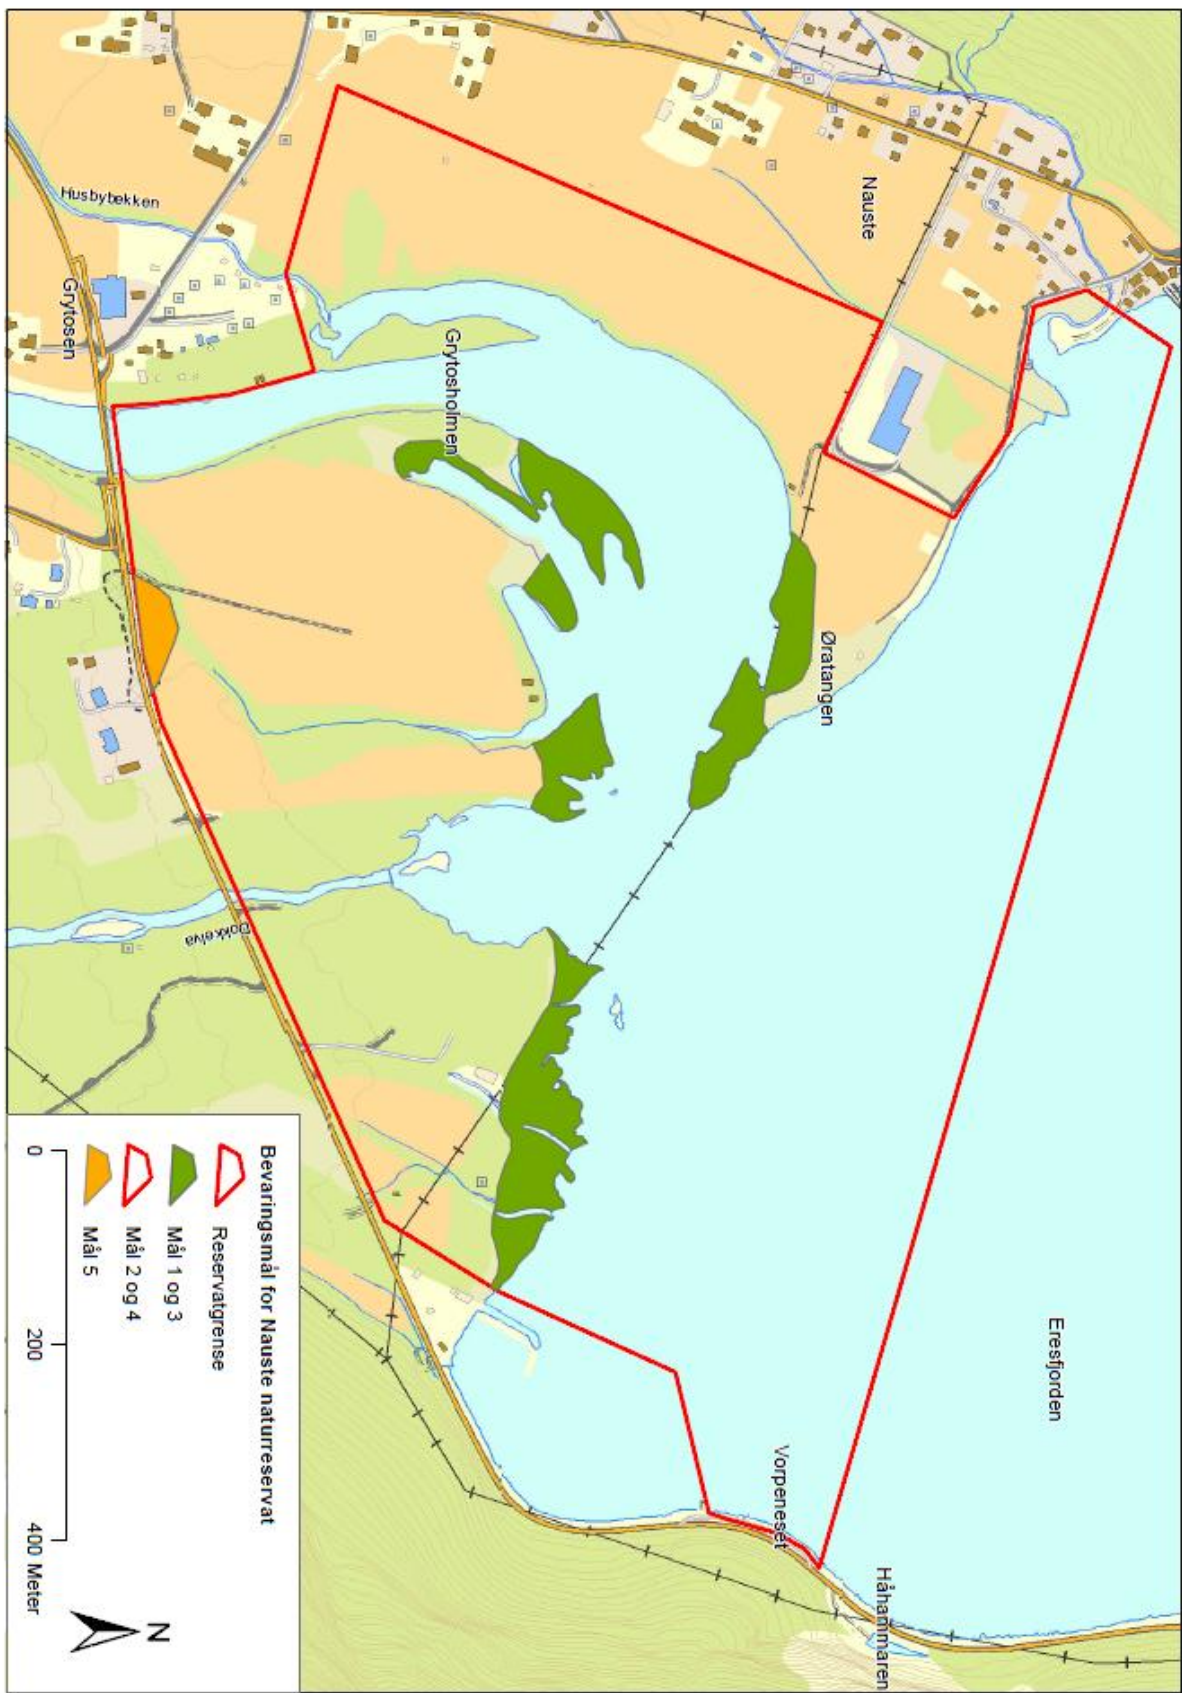 Husbybekken
Grytosen
Nauste
Grytosholmen
Øratangen
Dokkelva
Eresfjorden
Vorpeneset
Håhammaren
Bevaringsmål for Nauste naturreservat
Reservatgrense
Mål 1 og 3
Mål 2 og 4
Mål 5
0 200 400 Meter
N